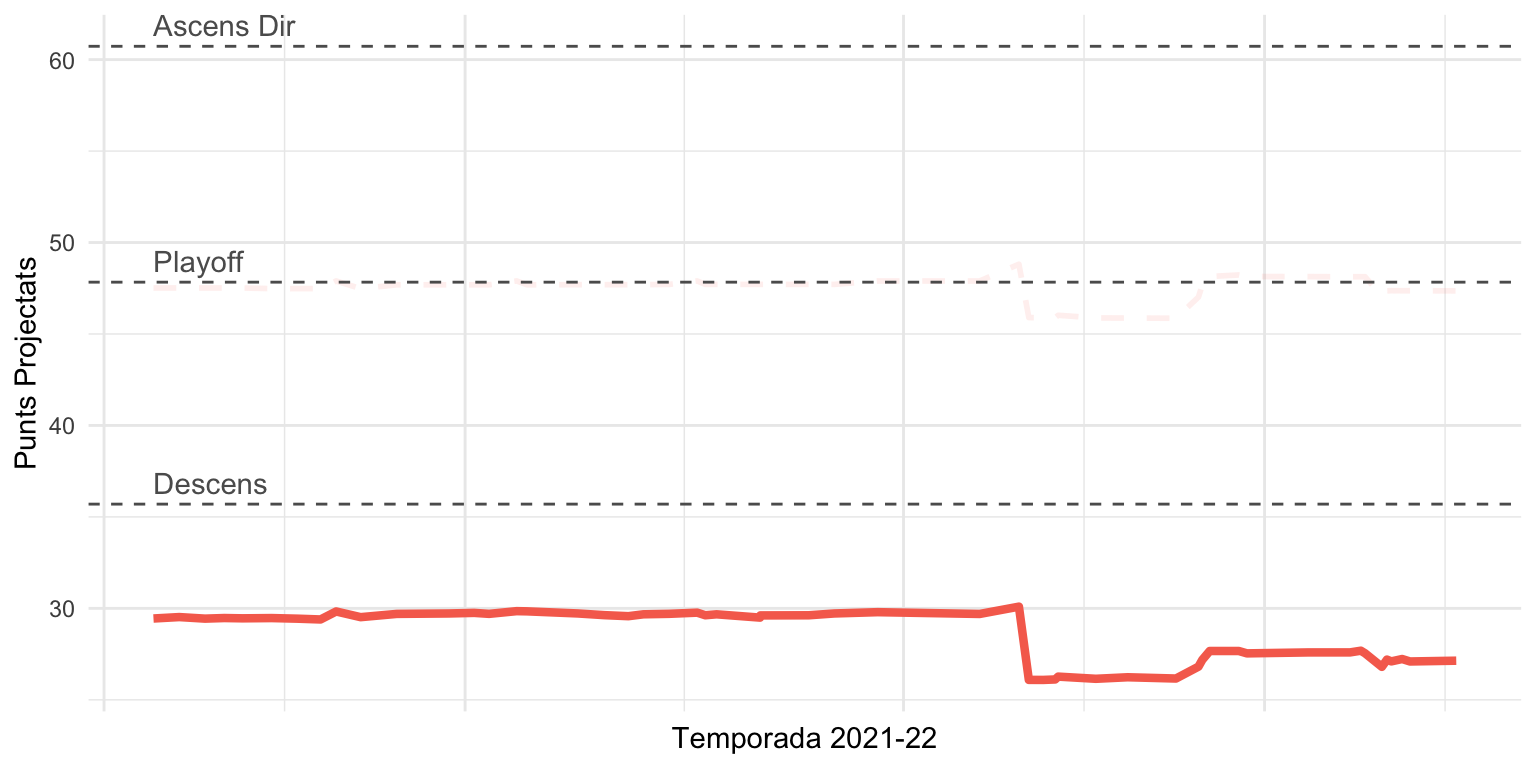 Ascens Dir
60
50
Playoff
Punts Projectats
40
Descens
30
Temporada 2021-22